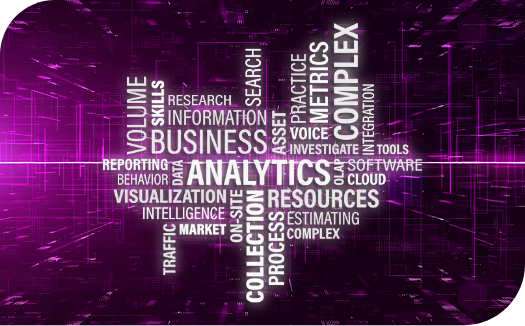 COMPLEX
SEARCH
PRACTICE
METRICS
VOLUME
SKILLS
RESEARCH
INFORMATION
INTEGRATION
BUSINESS
ASSET
VOICE
INVESTIGATE
TOOLS
REPORTING
DATA
ANALYTICS
OLAP
SOFTWARE
BEHAVIOR
CLOUD
VISUALIZATION
ON-SITE
COLLECTION
RESOURCES
INTELLIGENCE
PROCESS
ESTIMATING
TRAFFIC
MARKET
COMPLEX